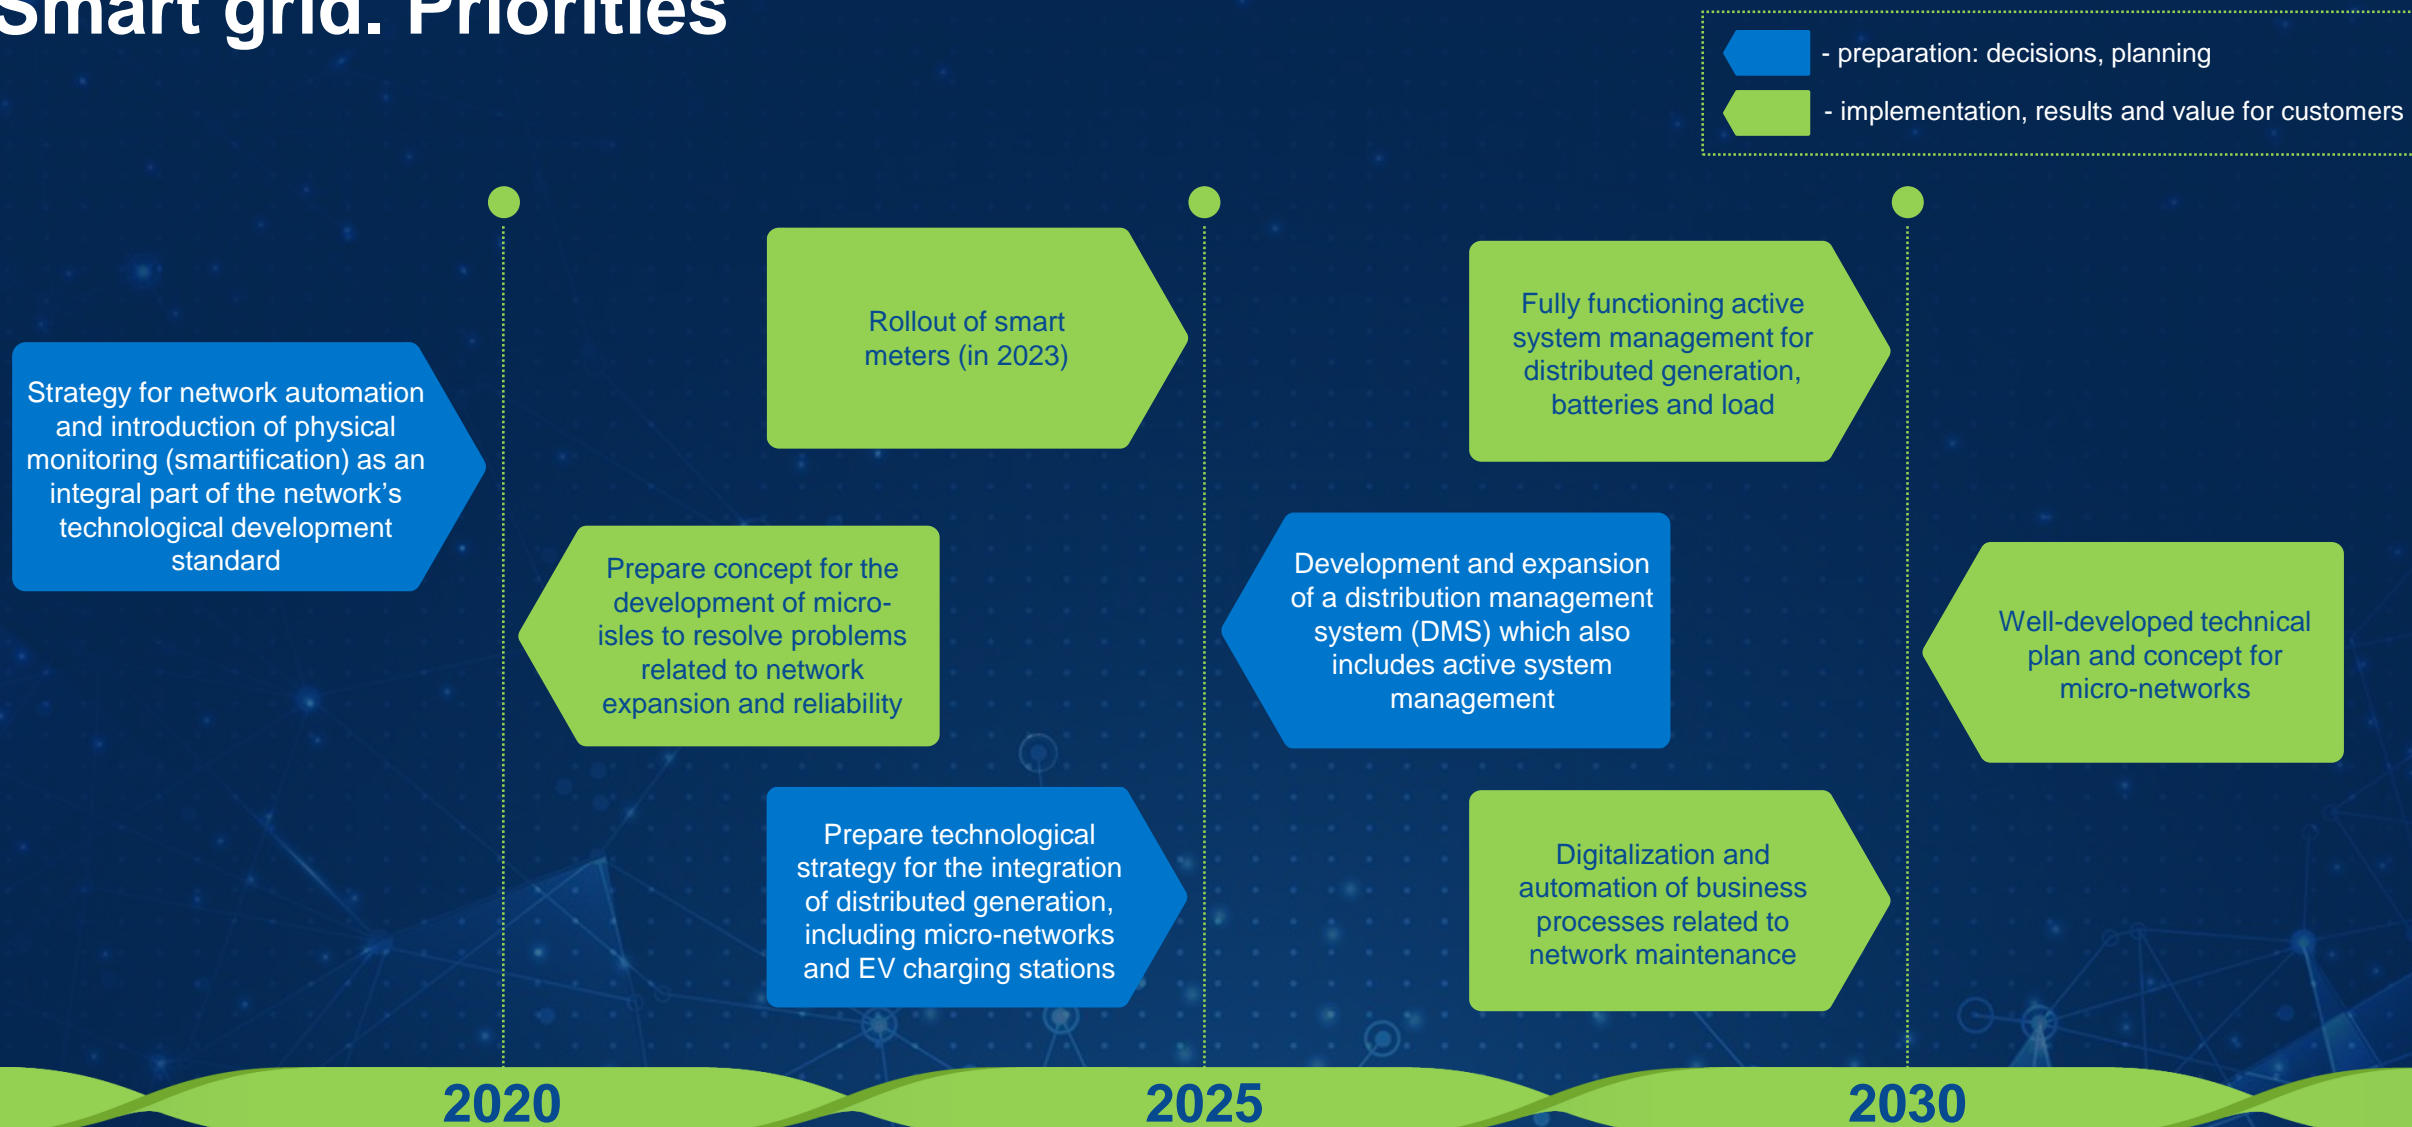 Smart grid. Priorities
- preparation: decisions, planning
- implementation, results and value for customers
Strategy for network automation
and introduction of physical
monitoring (smartification) as an
integral part of the network’s
technological development
standard
Prepare concept for the
development of micro-
isles to resolve problems
related to network
expansion and reliability
Rollout of smart
meters (in 2023)
Prepare technological
strategy for the integration
of distributed generation,
including micro-networks
and EV charging stations
Development and expansion
of a distribution management
system (DMS) which also
includes active system
management
Fully functioning active
system management for
distributed generation,
batteries and load
Digitalization and
automation of business
processes related to
network maintenance
Well-developed technical
plan and concept for
micro-networks
2020
2025
2030